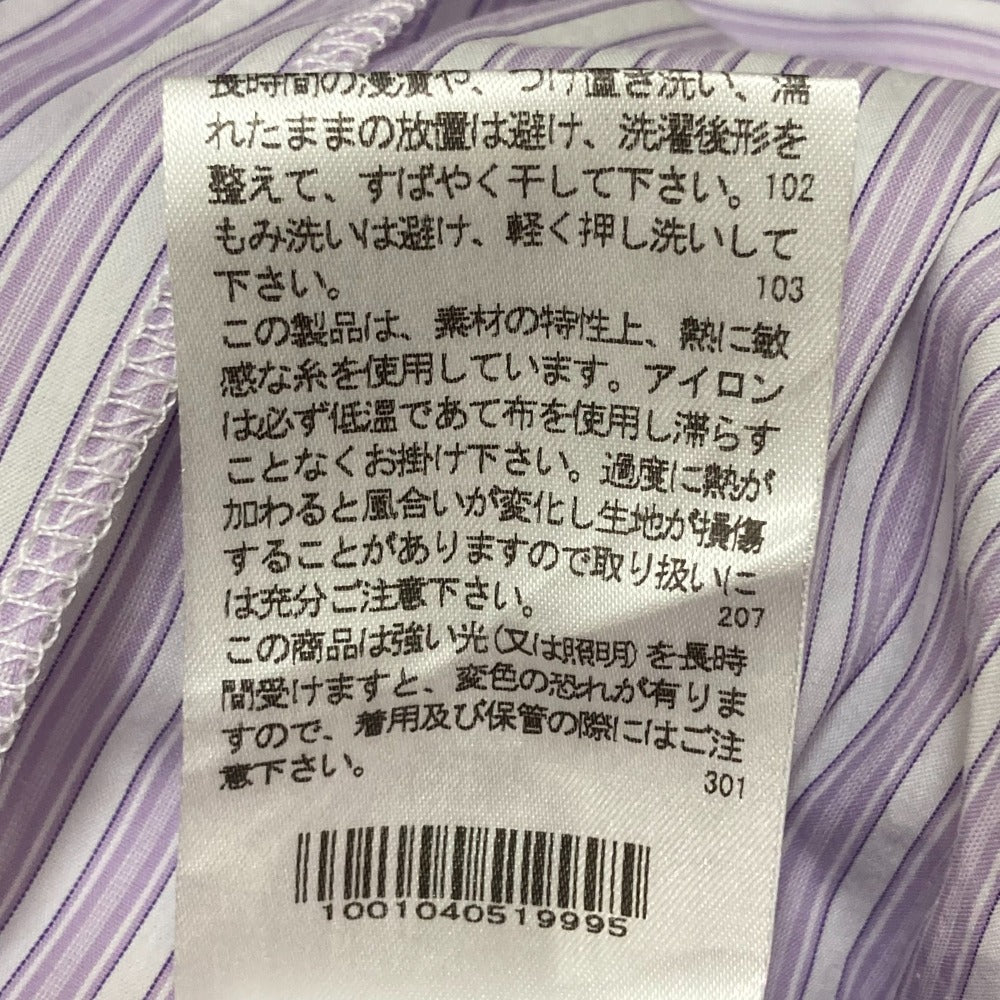 長時間の浸漬や、つけ置き洗い、濡
れたままの放置は避け、洗濯後形を
整えて、すばやく干して下さい。102
もみ洗いは避け、軽く押し洗いして
下さい。 103
この製品は、素材の特性上、熱に敏
感な糸を使用しています。アイロン
は必ず低温であて布を使用し滞らす
ことなくお掛け下さい。過度に熱が
加わると風合いが変化し生地が損傷
することがありますので取り扱いに
は充分ご注意下さい。 207
この商品は強い光(又は照明)を長時
間受けますと、変色の恐れが有りま
すので、着用及び保管の際にはご注
意下さい。 301
1001040519995